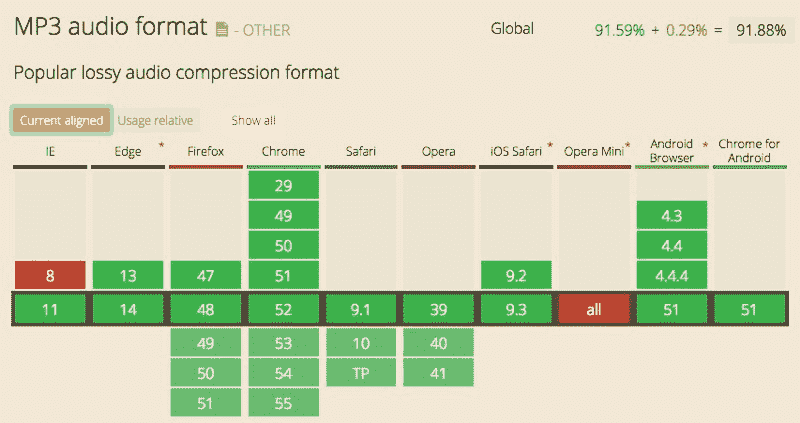 MP3 audio format - OTHER Global 91.59% + 0.29% = 91.88%
Popular lossy audio compression format
Current aligned Usage relative Show all
IE Edge * Firefox Chrome Safari Opera iOS Safari * Opera Mini * Android Browser * Chrome for Android
29
49
50
4.3
4.4
8 13 47 51 9.2 4.4.4
11 14 48 52 9.1 39 9.3 all 51 51
49 53 10 40
50 54 TP 41
51 55